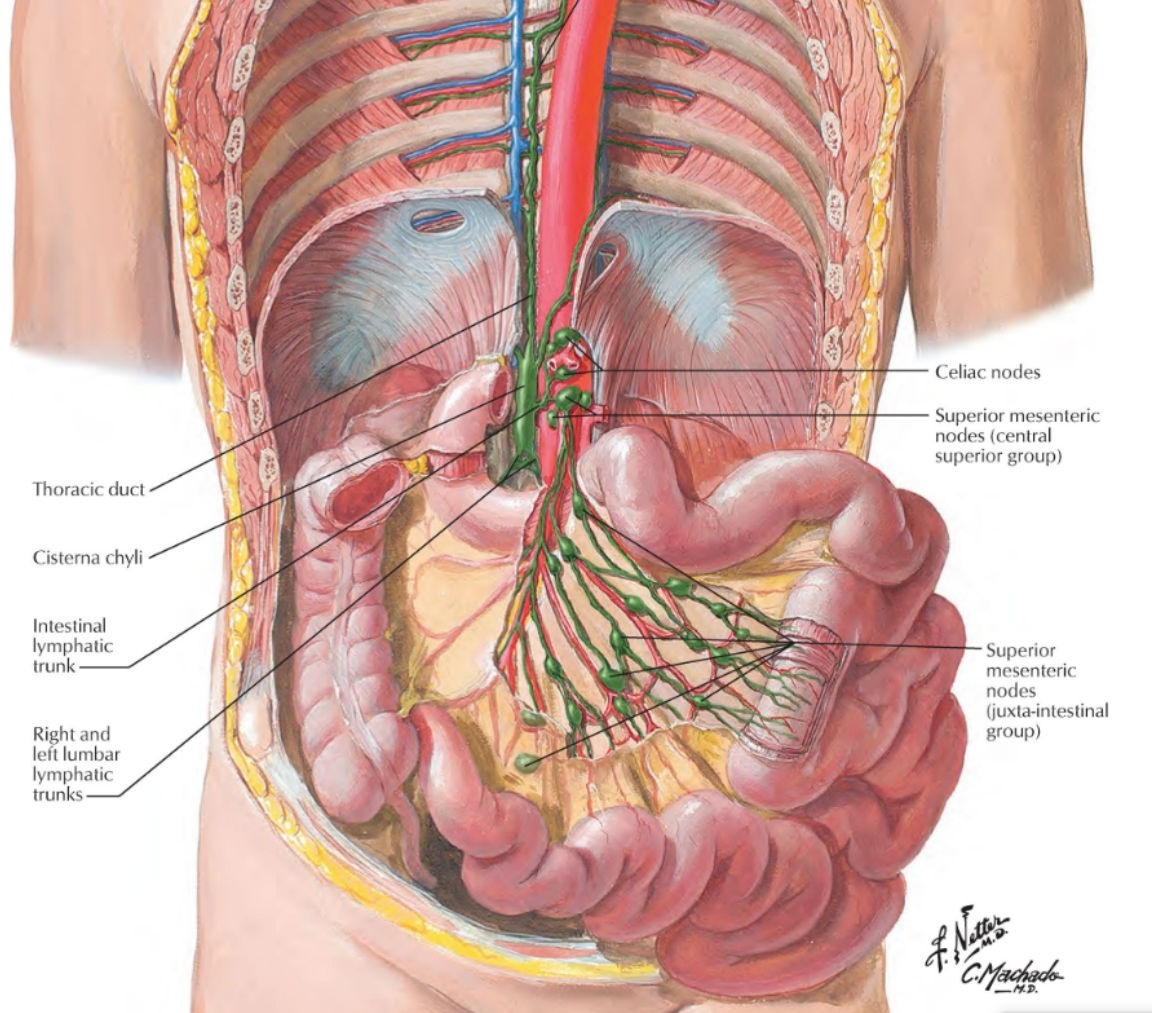 Thoracic duct
Cisterna chyli
Intestinal
lymphatic
trunk
Right and
left lumbar
lymphatic
trunks
Celiac nodes
Superior mesenteric
nodes (central
superior group)
Superior
mesenteric
nodes
(juxta-intestinal
group)
F. Netter
M.D.
C. Machado
M.D.